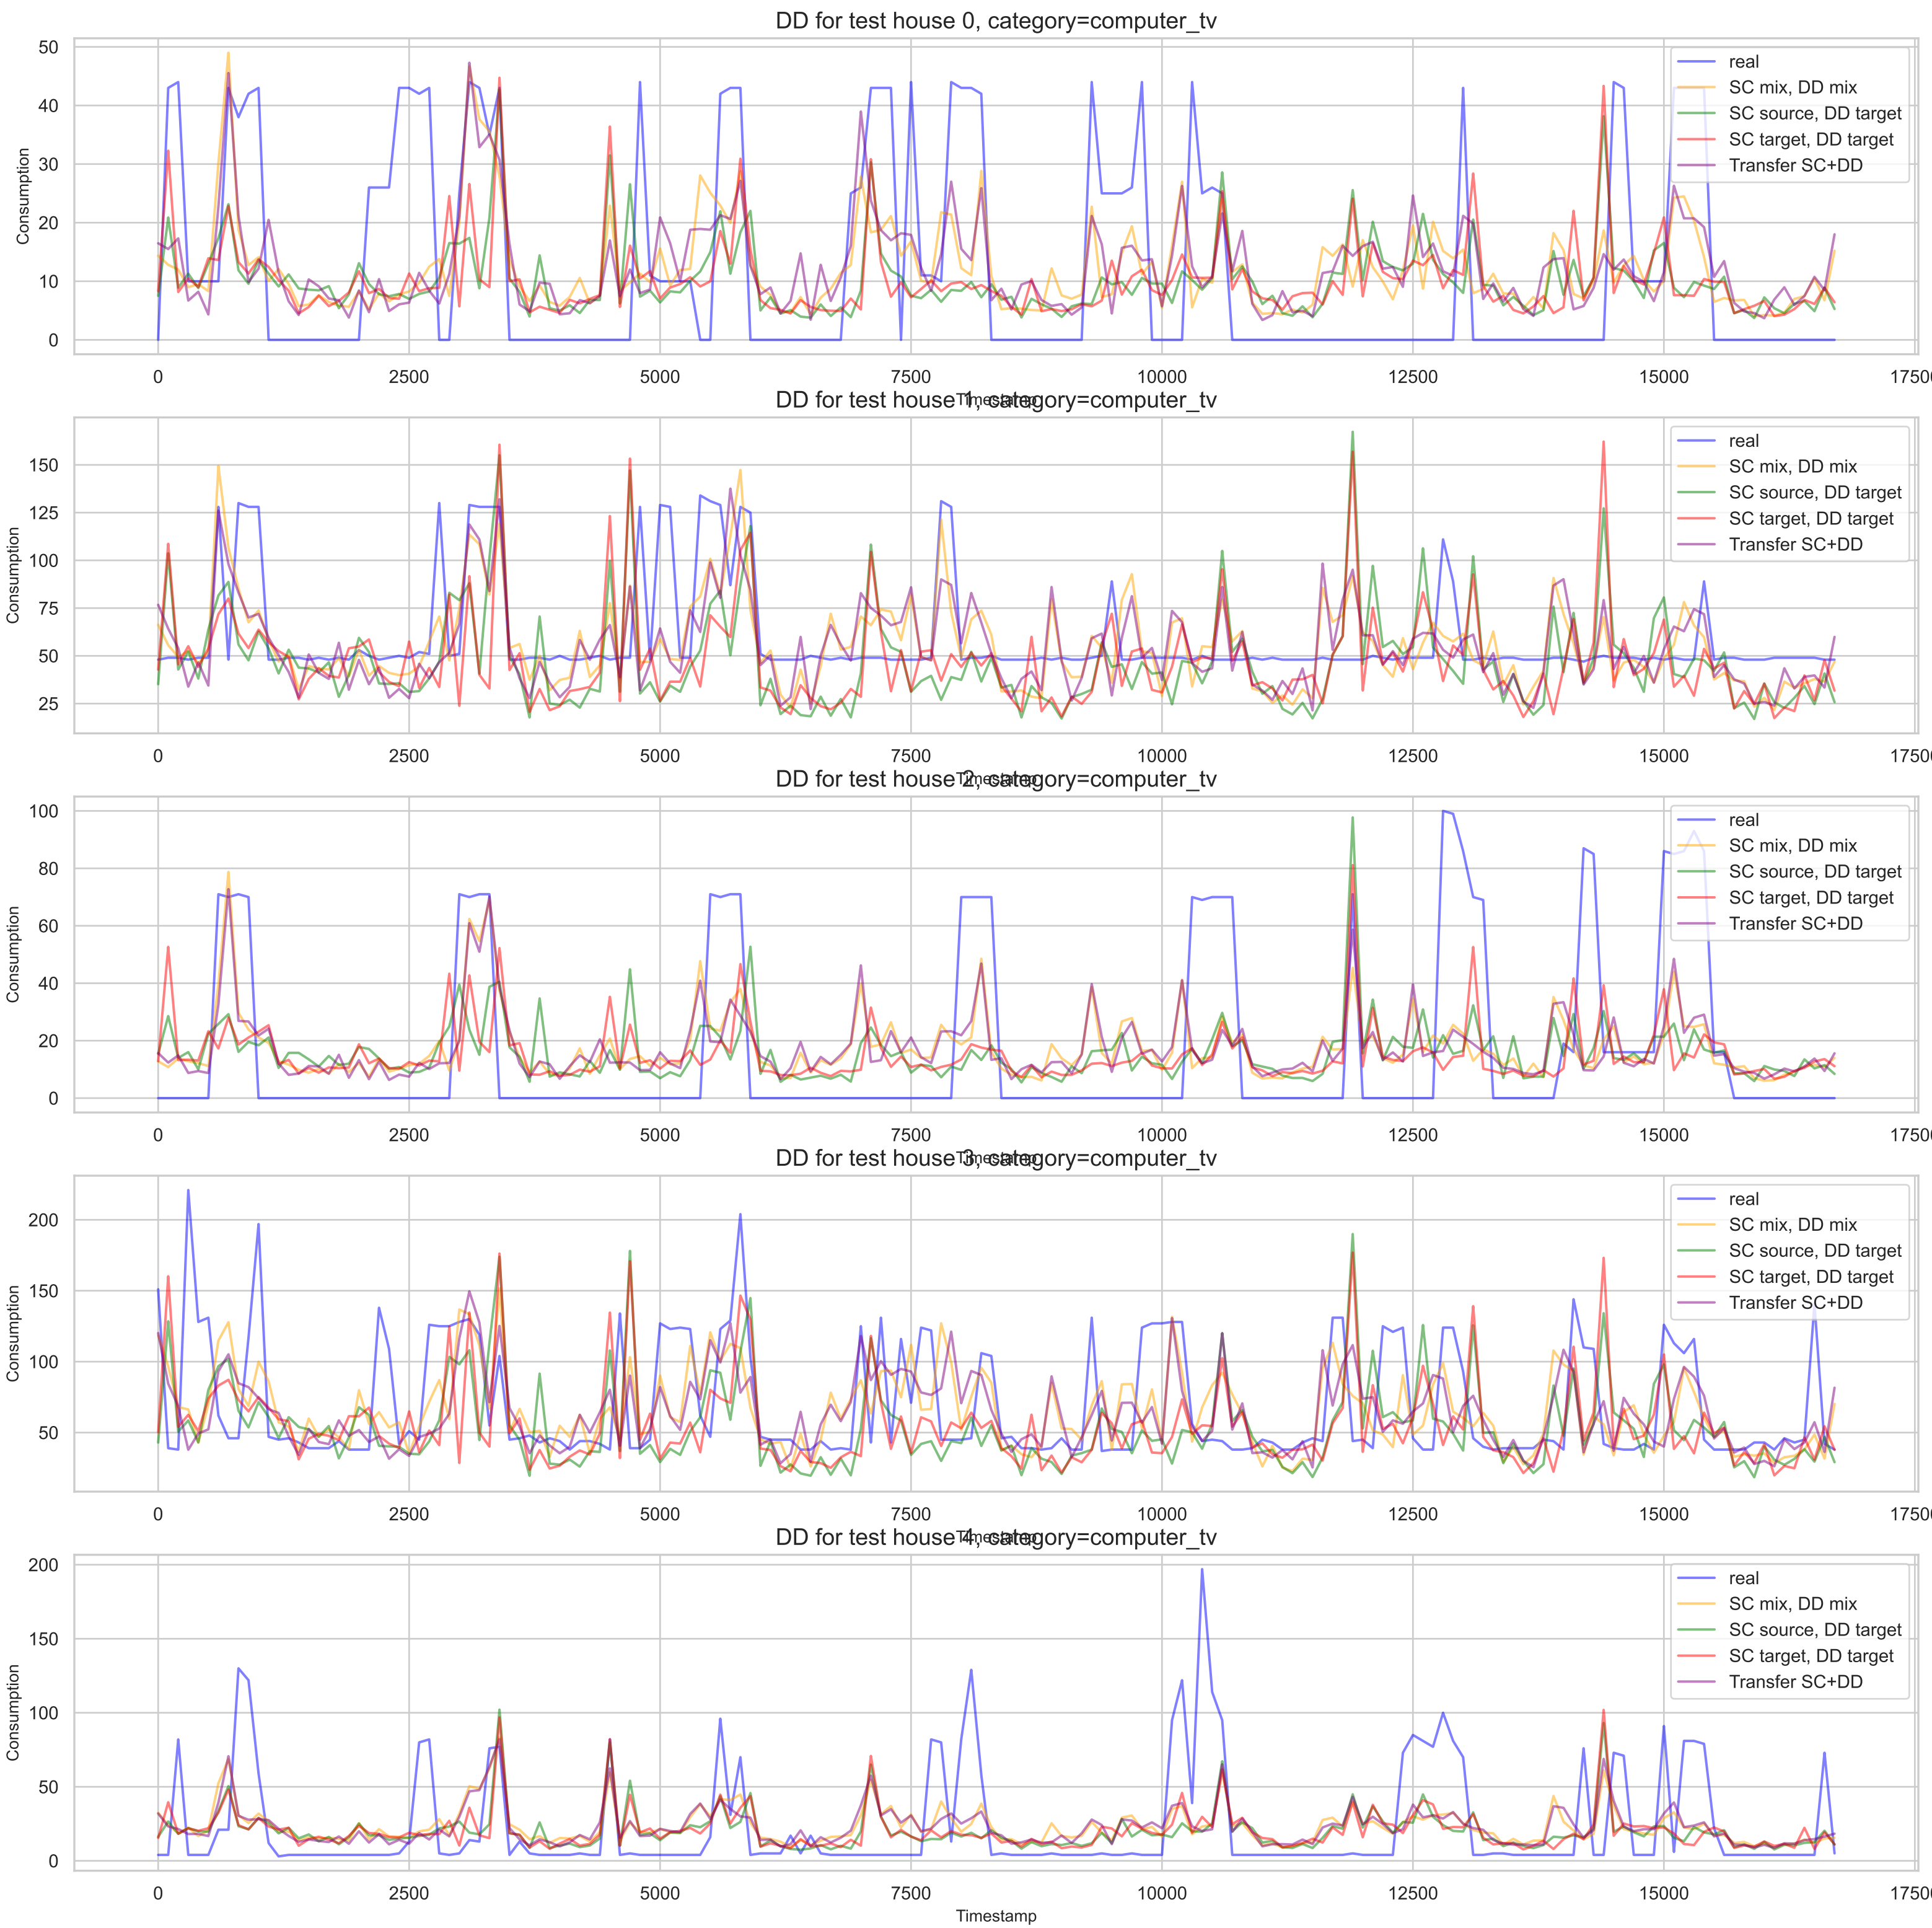 DD for test house 0, category=computer_tv
50
40
30
20
10
0
Consumption
real
SC mix, DD mix
SC source, DD target
SC target, DD target
Transfer SC+DD
0 2500 5000 7500 10000 12500 15000 1750
Timestamp
DD for test house 1, category=computer_tv
150
125
100
75
50
25
Consumption
real
SC mix, DD mix
SC source, DD target
SC target, DD target
Transfer SC+DD
0 2500 5000 7500 10000 12500 15000 1750
Timestamp
DD for test house 2, category=computer_tv
100
80
60
40
20
0
Consumption
real
SC mix, DD mix
SC source, DD target
SC target, DD target
Transfer SC+DD
0 2500 5000 7500 10000 12500 15000 1750
Timestamp
DD for test house 3, category=computer_tv
200
150
100
50
Consumption
real
SC mix, DD mix
SC source, DD target
SC target, DD target
Transfer SC+DD
0 2500 5000 7500 10000 12500 15000 1750
Timestamp
DD for test house 4, category=computer_tv
200
150
100
50
0
Consumption
real
SC mix, DD mix
SC source, DD target
SC target, DD target
Transfer SC+DD
0 2500 5000 7500 10000 12500 15000 1750
Timestamp